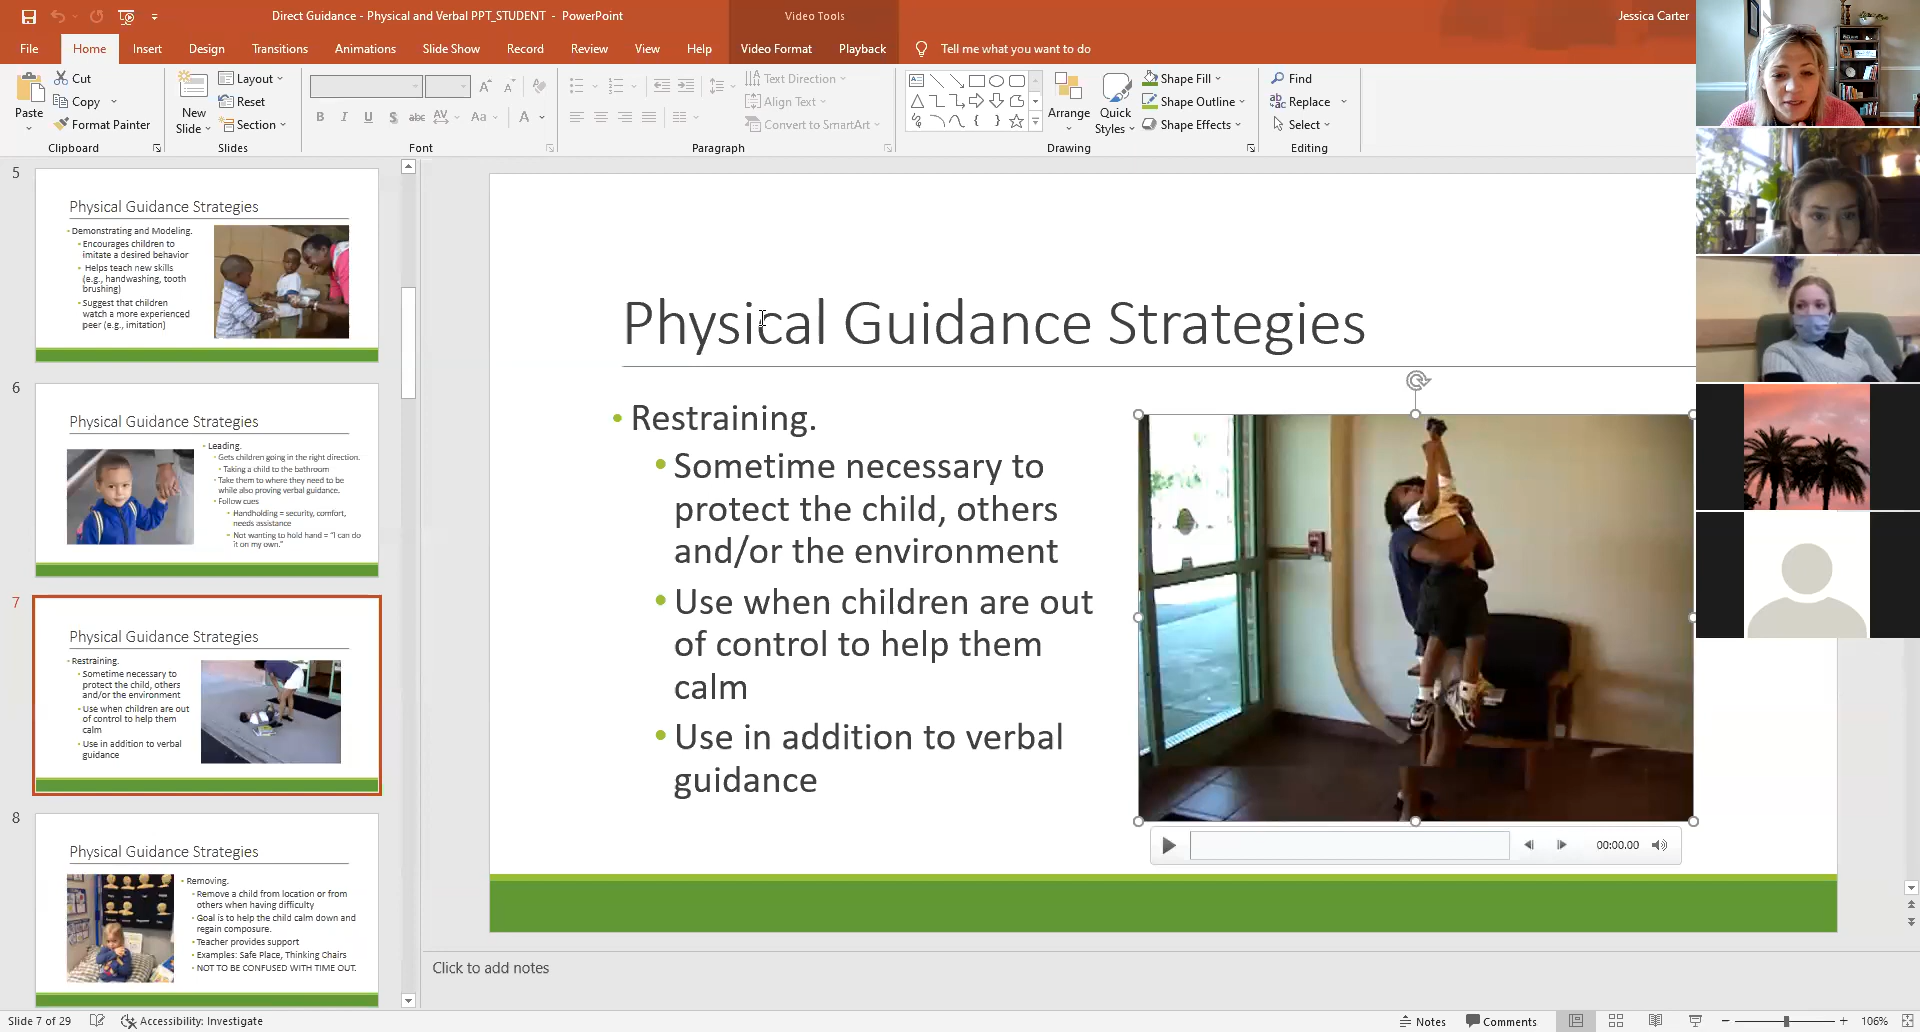 Direct Guidance - Physical and Verbal PPT_STUDENT - PowerPoint
Video Tools
Jessica Carter
File Home Insert Design Transitions Animations Slide Show Record Review View Help Video Format Playback Tell me what you want to do
Paste
Cut
Copy
Format Painter
Clipboard
New
Slide
Layout
Reset
Section
Slides
B I U S abc AV Aa A
Font
Text Direction
Align Text
Convert to SmartArt
Paragraph
Arrange
Quick
Styles
Shape Fill
Shape Outline
Shape Effects
Drawing
Find
Replace
Select
Editing
5
Physical Guidance Strategies
• Demonstrating and Modeling.
• Encourages children to
imitate a desired behavior
• Helps teach new skills
(e.g., handwashing, tooth
brushing)
• Suggest that children
watch a more experienced
peer (e.g., imitation)
6
Physical Guidance Strategies
• Leading.
• Gets children going in the right direction.
• Taking a child to the bathroom
• Take them to where they need to be
while also proving verbal guidance.
• Follow cues
• Handholding = security, comfort,
needs assistance
• Not wanting to hold hand = "I can do
it on my own."
7
Physical Guidance Strategies
• Restraining.
• Sometime necessary to
protect the child, others
and/or the environment
• Use when children are out
of control to help them
calm
• Use in addition to verbal
guidance
8
Physical Guidance Strategies
• Removing.
• Remove a child from location or from
others when having difficulty
• Goal is to help the child calm down and
regain composure.
• Teacher provides support
• Examples: Safe Place, Thinking Chairs
• NOT TO BE CONFUSED WITH TIME OUT.
Physical Guidance Strategies
• Restraining.
• Sometime necessary to
protect the child, others
and/or the environment
• Use when children are out
of control to help them
calm
• Use in addition to verbal
guidance
00:00.00
Click to add notes
Slide 7 of 29 Accessibility: Investigate Notes Comments 106%